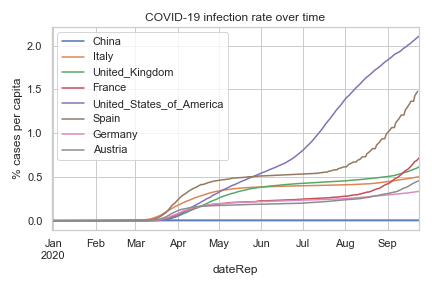 COVID-19 infection rate over time
% cases per capita
2.0
1.5
1.0
0.5
0.0
China
Italy
United_Kingdom
France
United_States_of_America
Spain
Germany
Austria
Jan Feb Mar Apr May Jun Jul Aug Sep
2020
dateRep